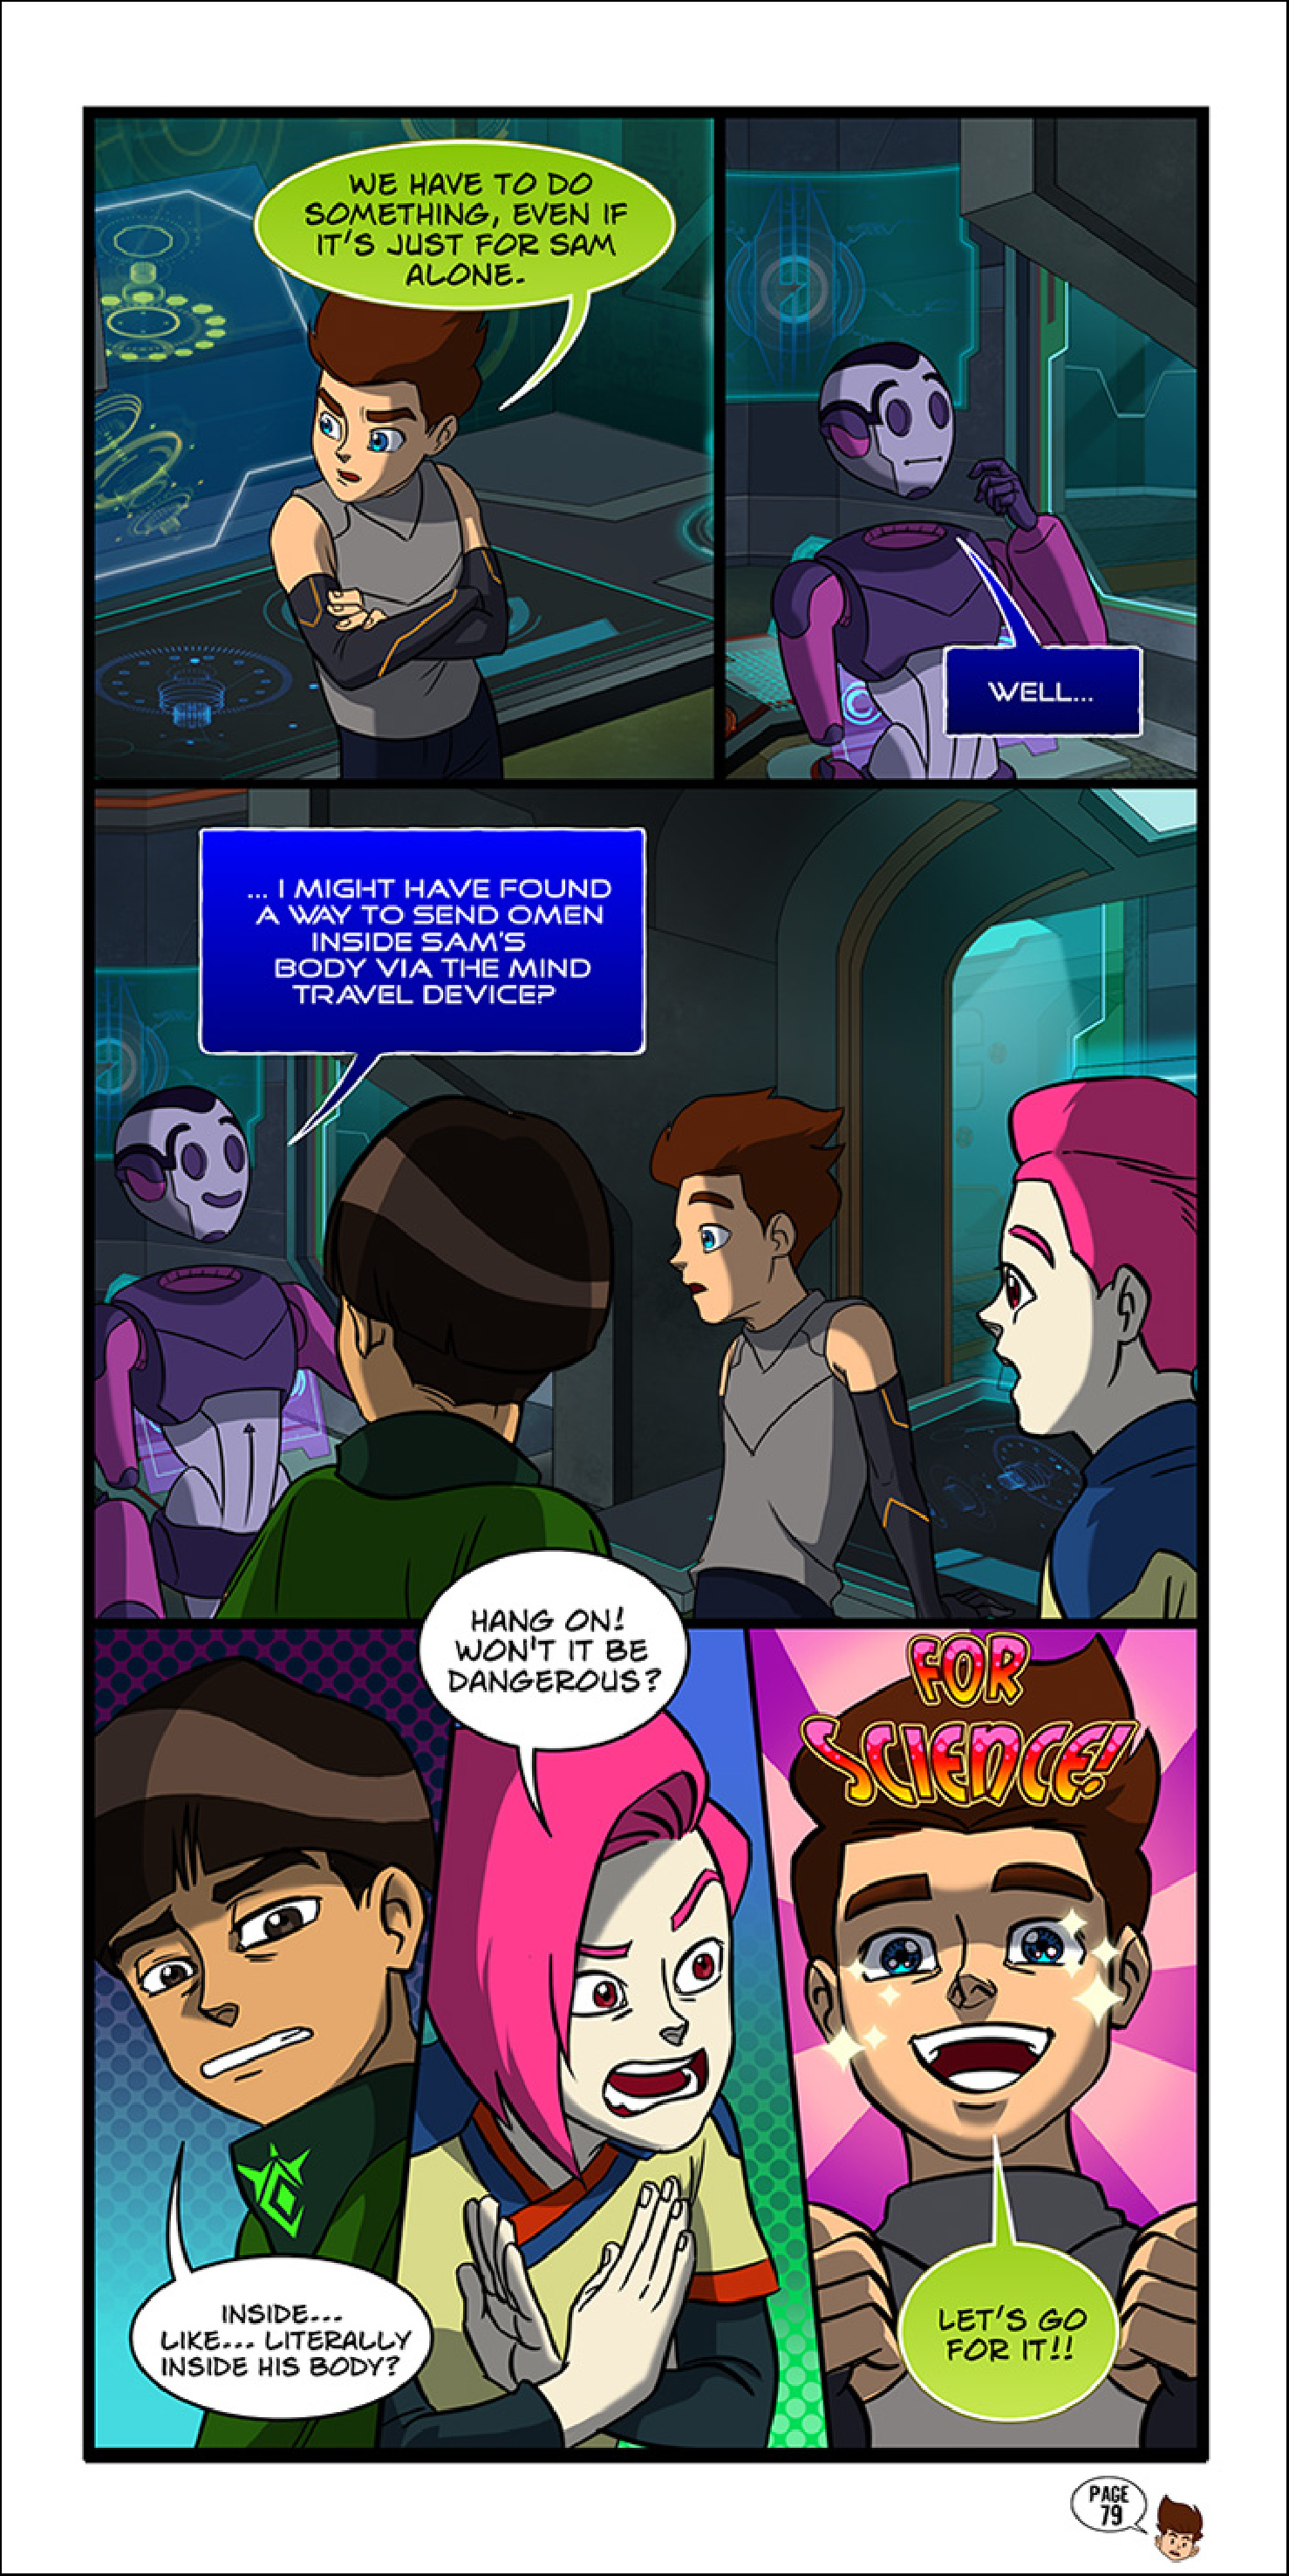 WE HAVE TO DO
SOMETHING, EVEN IF
IT'S JUST FOR SAM
ALONE.
WELL...
... I MIGHT HAVE FOUND
A WAY TO SEND OMEN
INSIDE SAM'S
BODY VIA THE MIND
TRAVEL DEVICE?
HANG ON!
WON'T IT BE
DANGEROUS?
INSIDE...
LIKE... LITERALLY
INSIDE HIS BODY?
FOR
SCIENCE!
LET'S GO
FOR IT!!
PAGE
79